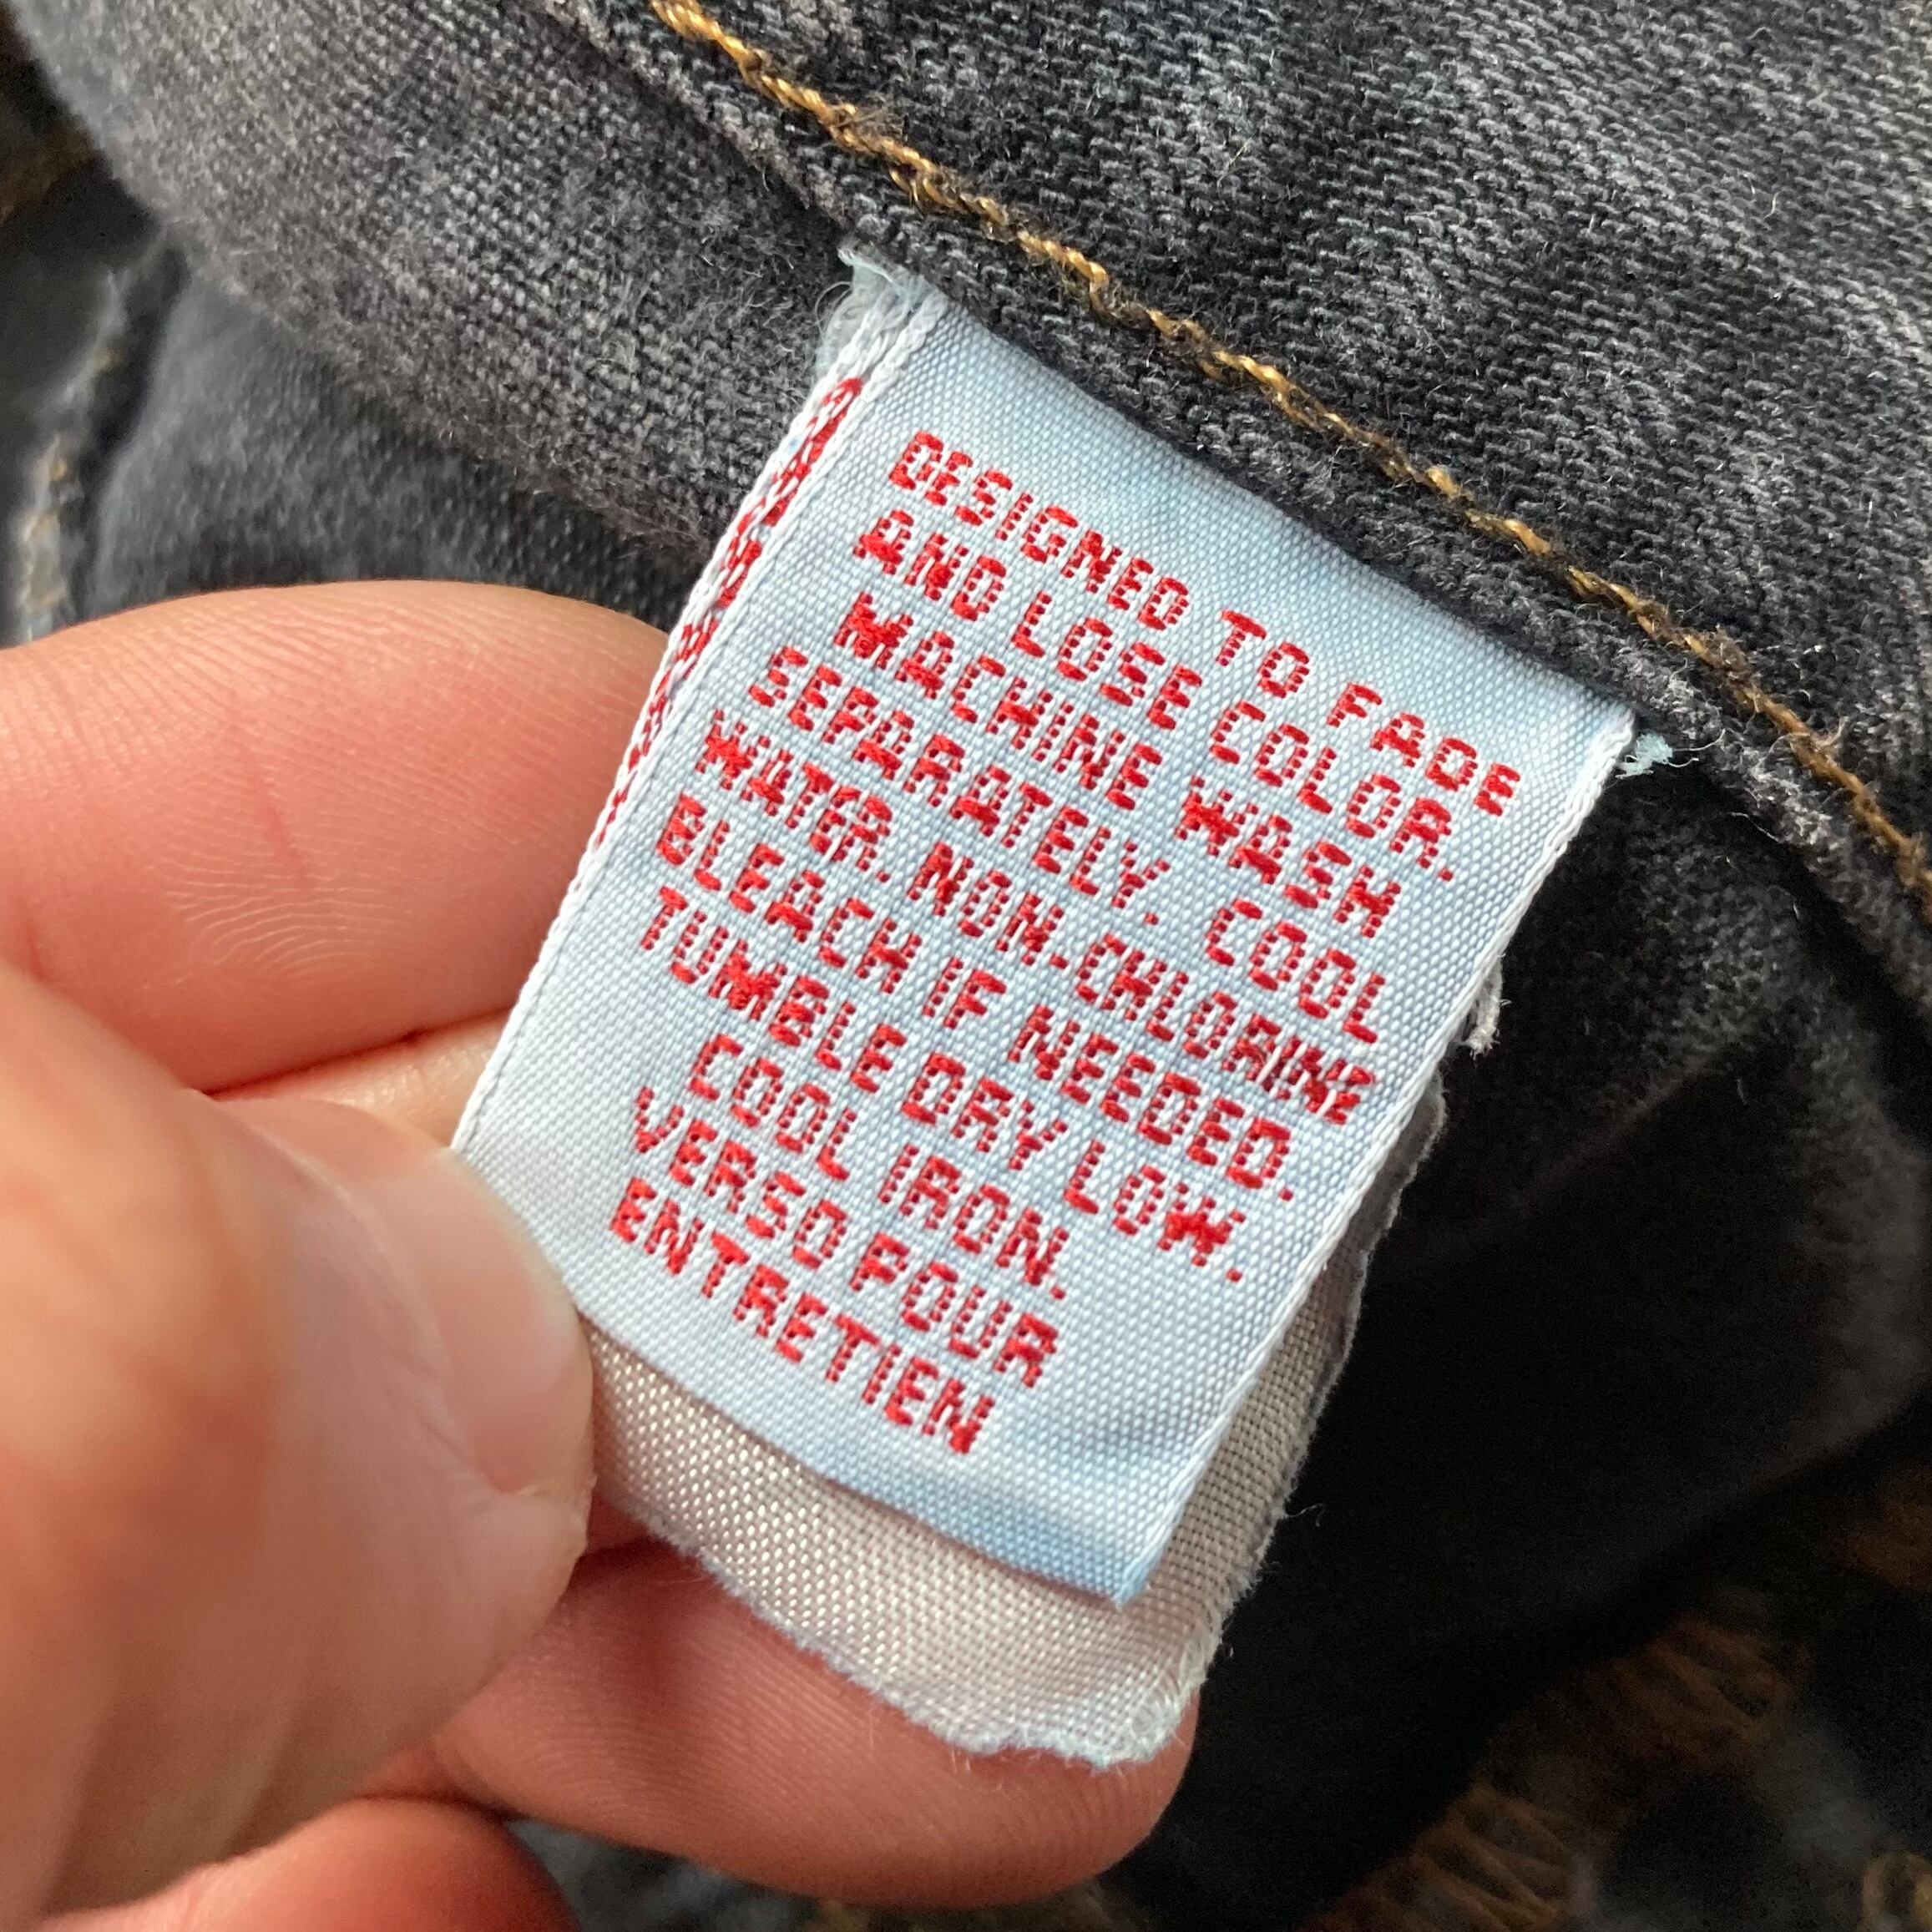 DESIGNED TO FADE
AND LOSE COLOR.
MACHINE WASH
SEPARATELY. COOL
WATER. NON-CHLORINE
BLEACH IF NEEDED.
TUMBLE DRY LOW.
COOL IRON.
VERSO POUR
ENTRETIEN